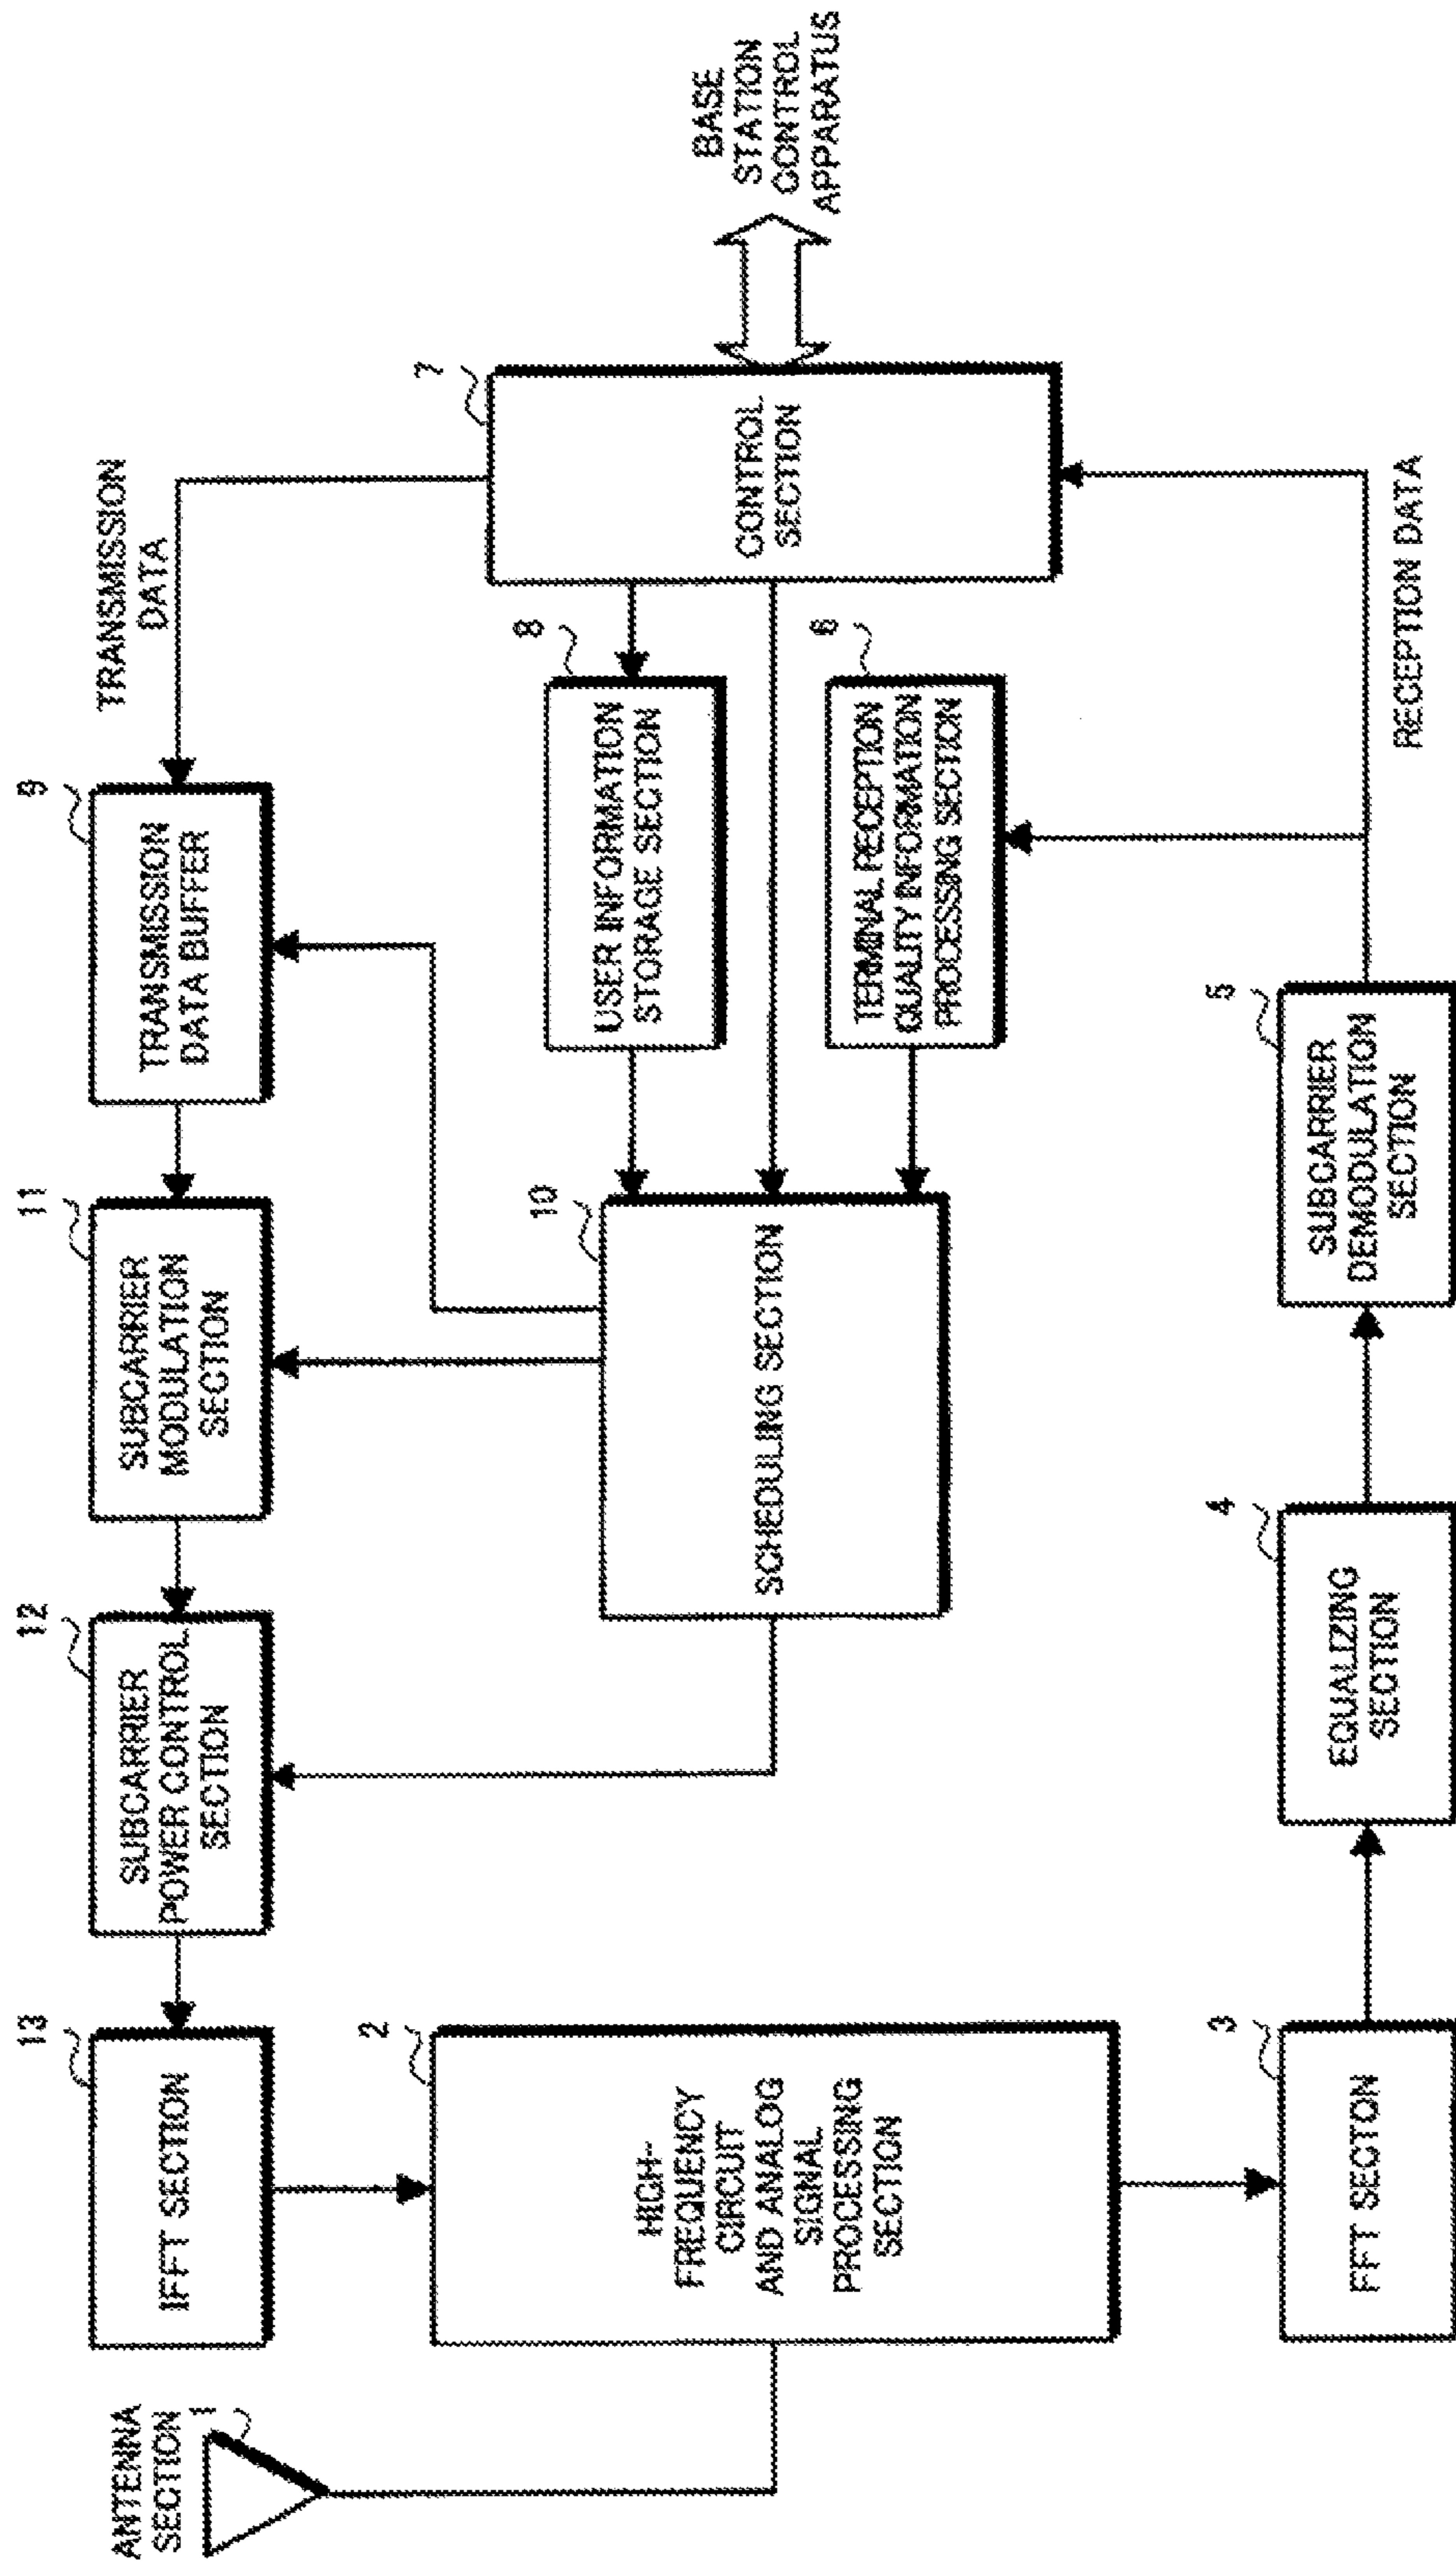 ANTENNA
SECTION
1
13
IFFT SECTION
12
SUBCARRIER
POWER CONTROL
SECTION
11
SUBCARRIER
MODULATION
SECTION
9
TRANSMISSION
DATA BUFFER
TRANSMISSION
DATA
2
HIGH-
FREQUENCY
CIRCUIT
AND ANALOG
SIGNAL
PROCESSING
SECTION
10
SCHEDULING SECTION
8
USER INFORMATION
STORAGE SECTION
6
TERMINAL RECEPTION
QUALITY INFORMATION
PROCESSING SECTION
7
CONTROL
SECTION
BASE
STATION
CONTROL
APPARATUS
3
FFT SECTON
4
EQUALIZING
SECTION
5
SUBCARRIER
DEMODULATION
SECTION
RECEPTION DATA